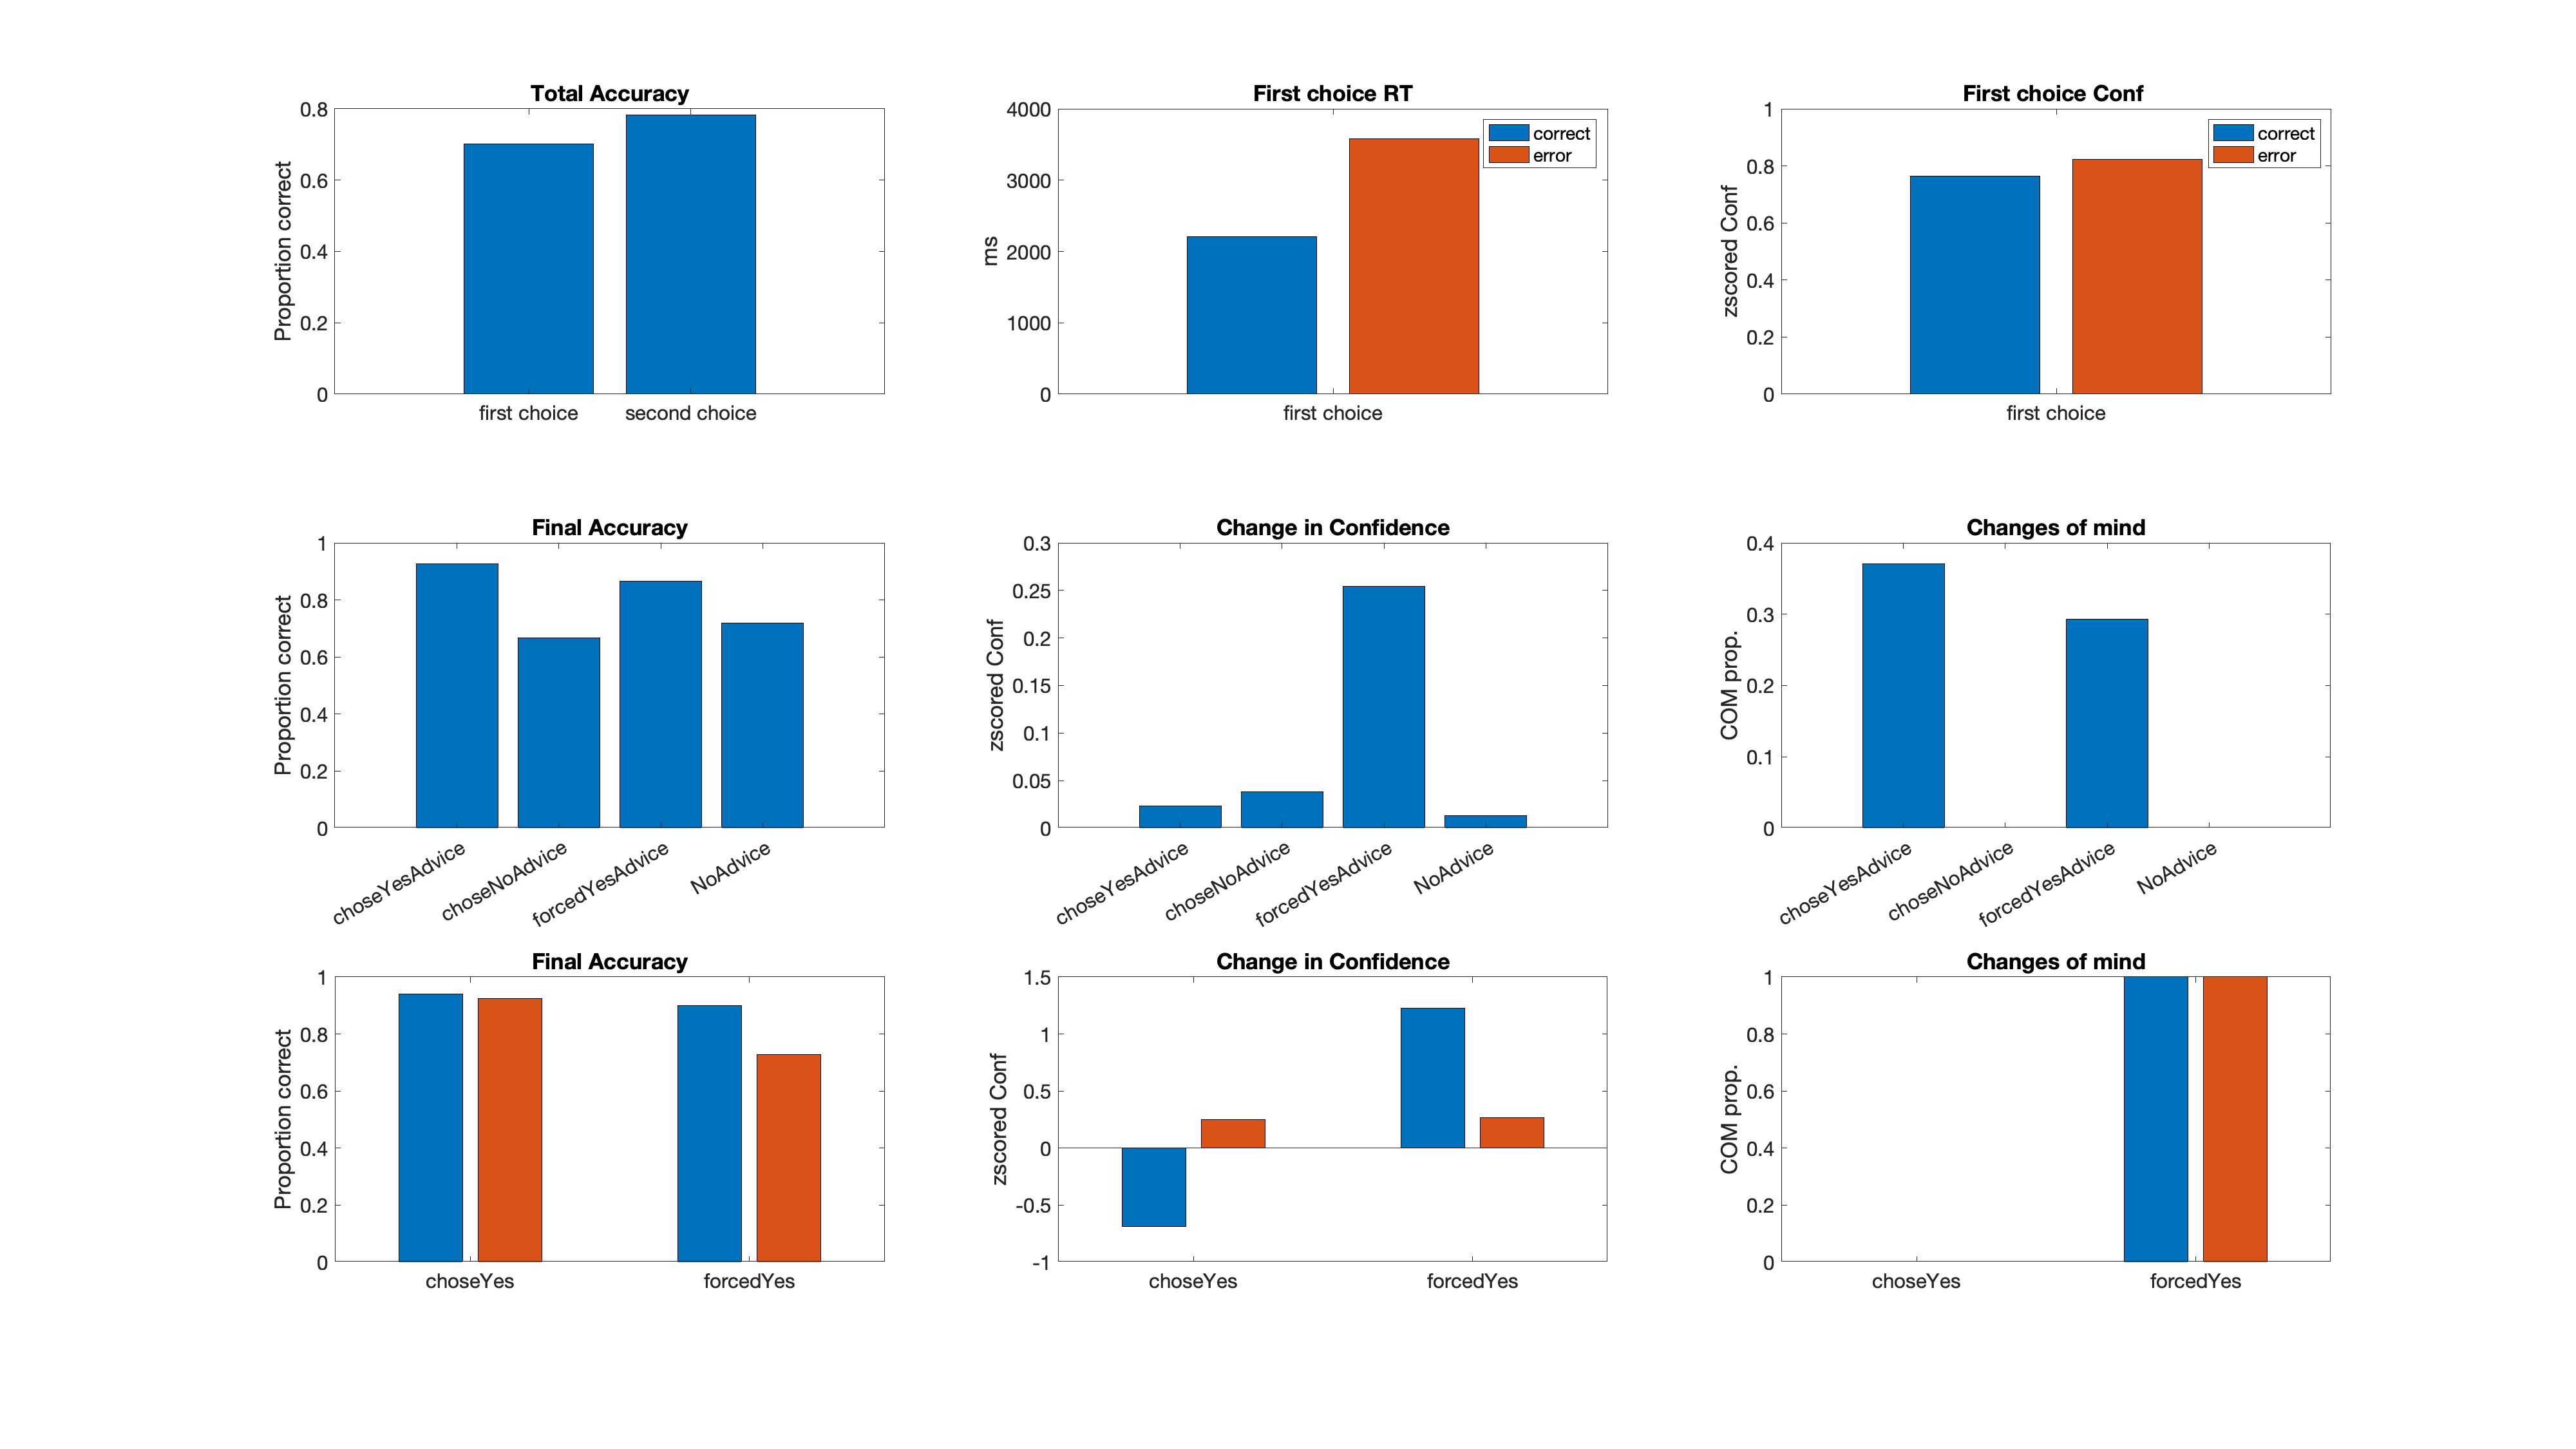 Total Accuracy
Proportion correct
0.8
0.6
0.4
0.2
0
first choice second choice
First choice RT
ms
4000
3000
2000
1000
0
correct
error
first choice
First choice Conf
zscored Conf
1
0.8
0.6
0.4
0.2
0
correct
error
first choice
Final Accuracy
Proportion correct
1
0.8
0.6
0.4
0.2
0
choseYesAdvice
choseNoAdvice
forcedYesAdvice
NoAdvice
Change in Confidence
zscored Conf
0.3
0.25
0.2
0.15
0.1
0.05
0
choseYesAdvice
choseNoAdvice
forcedYesAdvice
NoAdvice
Changes of mind
COM prop.
0.4
0.3
0.2
0.1
0
choseYesAdvice
choseNoAdvice
forcedYesAdvice
NoAdvice
Final Accuracy
Proportion correct
1
0.8
0.6
0.4
0.2
0
choseYes forcedYes
Change in Confidence
zscored Conf
1.5
1
0.5
0
-0.5
-1
choseYes forcedYes
Changes of mind
COM prop.
1
0.8
0.6
0.4
0.2
0
choseYes forcedYes